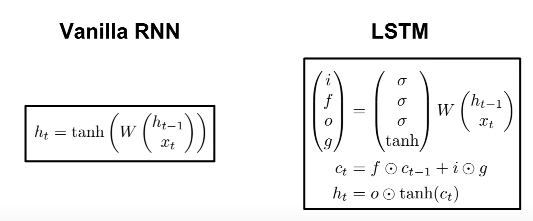 Vanilla RNN
h_t = tanh ( W ( h_{t-1} x_t ) )
LSTM
( i f o g ) = ( σ σ σ tanh ) W ( h_{t-1} x_t )
c_t = f ⊙ c_{t-1} + i ⊙ g
h_t = o ⊙ tanh(c_t)